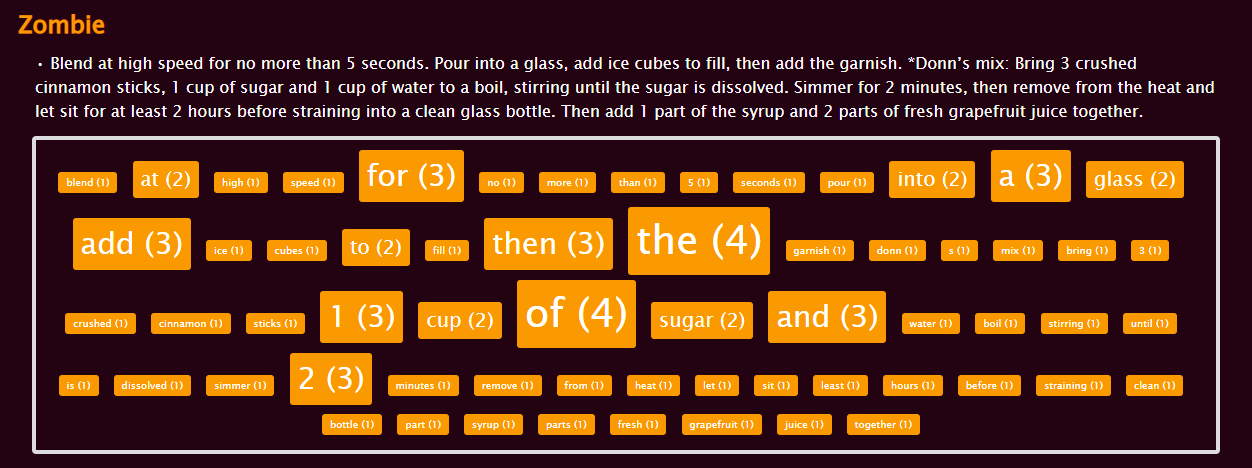 Zombie
• Blend at high speed for no more than 5 seconds. Pour into a glass, add ice cubes to fill, then add the garnish. *Donn’s mix: Bring 3 crushed
cinnamon sticks, 1 cup of sugar and 1 cup of water to a boil, stirring until the sugar is dissolved. Simmer for 2 minutes, then remove from the heat and
let sit for at least 2 hours before straining into a clean glass bottle. Then add 1 part of the syrup and 2 parts of fresh grapefruit juice together.
blend (1) at (2) high (1) speed (1) for (3) no (1) more (1) than (1) 5 (1) seconds (1) pour (1) into (2) a (3) glass (2)
add (3) ice (1) cubes (1) to (2) fill (1) then (3) the (4) garnish (1) donn (1) s (1) mix (1) bring (1) 3 (1)
crushed (1) cinnamon (1) sticks (1) 1 (3) cup (2) of (4) sugar (2) and (3) water (1) boil (1) stirring (1) until (1)
is (1) dissolved (1) simmer (1) 2 (3) minutes (1) remove (1) from (1) heat (1) let (1) sit (1) least (1) hours (1) before (1) straining (1) clean (1)
bottle (1) part (1) syrup (1) parts (1) fresh (1) grapefruit (1) juice (1) together (1)